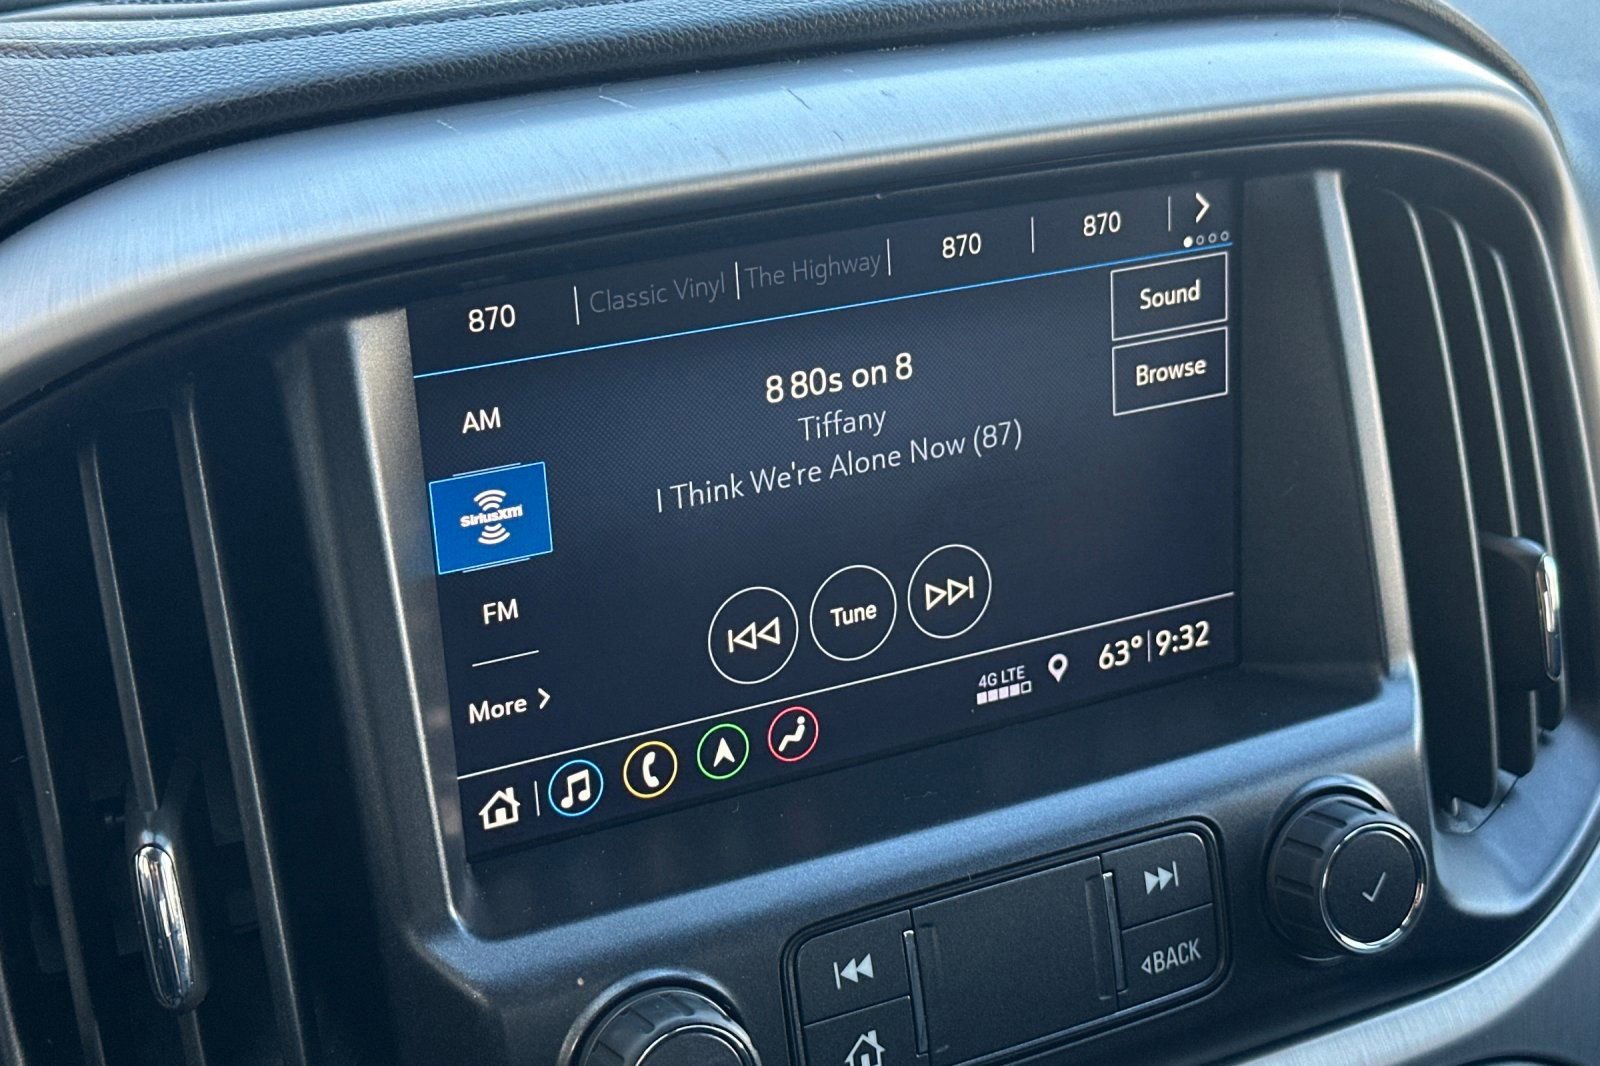 870 | Classic Vinyl | The Highway | 870 | 870
Sound
Browse
8 80s on 8
Tiffany
I Think We're Alone Now (87)
AM
SiriusXM
FM
More
Tune
4G LTE
63° | 9:32
BACK